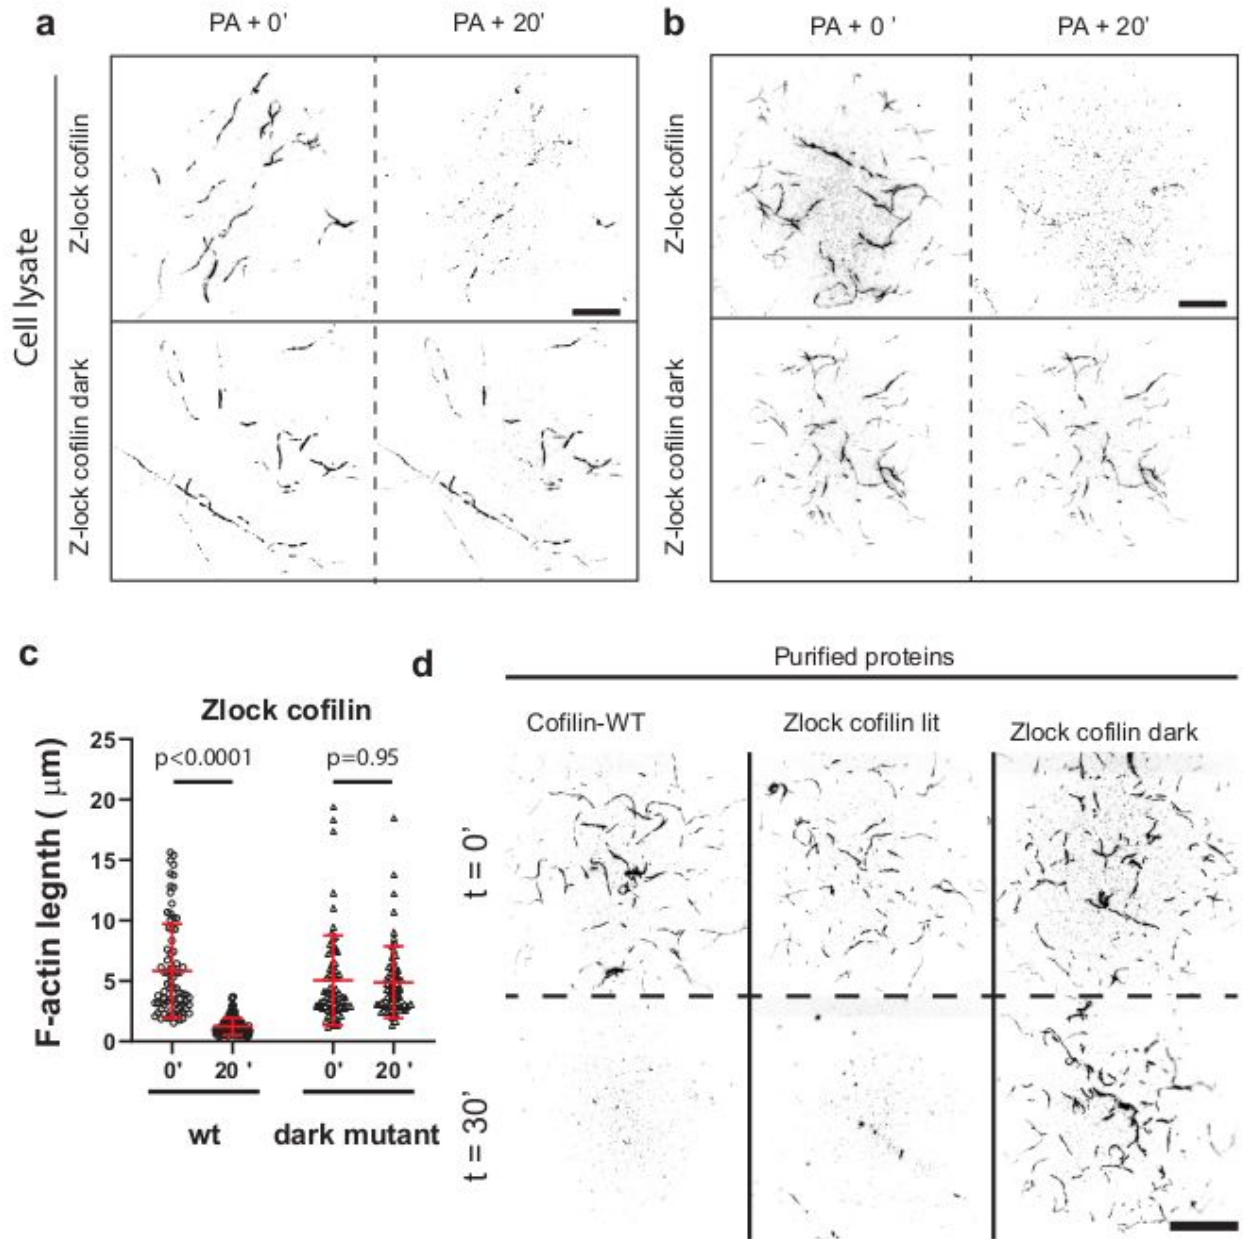 a
PA + 0'
PA + 20'
b
PA + 0 '
PA + 20'
Cell lysate
Z-lock cofilin
Z-lock cofilin dark
Z-lock cofilin
Z-lock cofilin dark
c
Zlock cofilin
F-actin legnth ( μm)
25
20
15
10
5
0
p<0.0001
p=0.95
0'
20 '
0'
20 '
wt
dark mutant
d
Purified proteins
Cofilin-WT
Zlock cofilin lit
Zlock cofilin dark
t = 0'
t = 30'